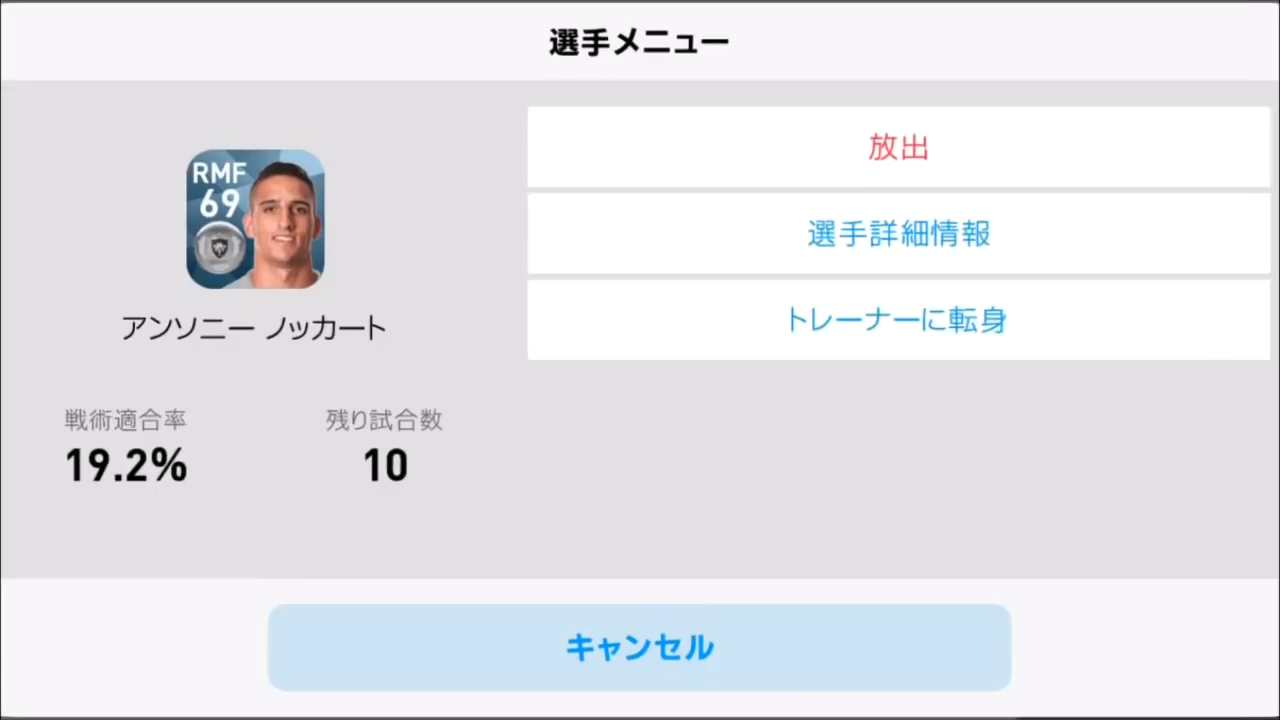 選手メニュー
RMF
69
アンソニー ノッカート
戦術適合率
19.2%
残り試合数
10
放出
選手詳細情報
トレーナーに転身
キャンセル